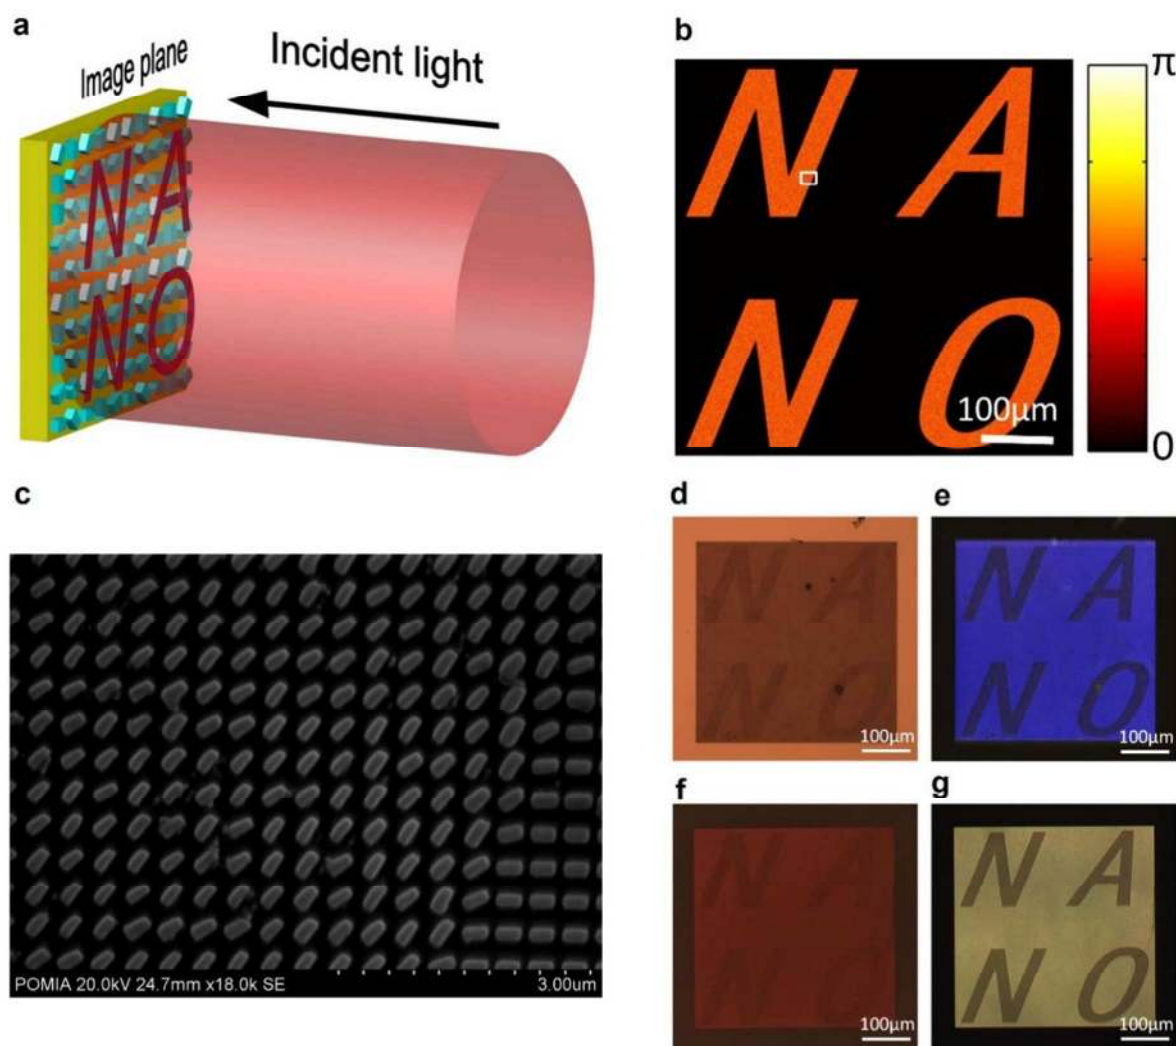 a
Image plane
Incident light
NA
NO
b
π
N A
N O
100μm
0
c
POMIA 20.0kV 24.7mm x18.0k SE 3.00um
d
N A
N O
100μm
e
N A
N O
100μm
f
N A
N O
100μm
g
N A
N O
100μm